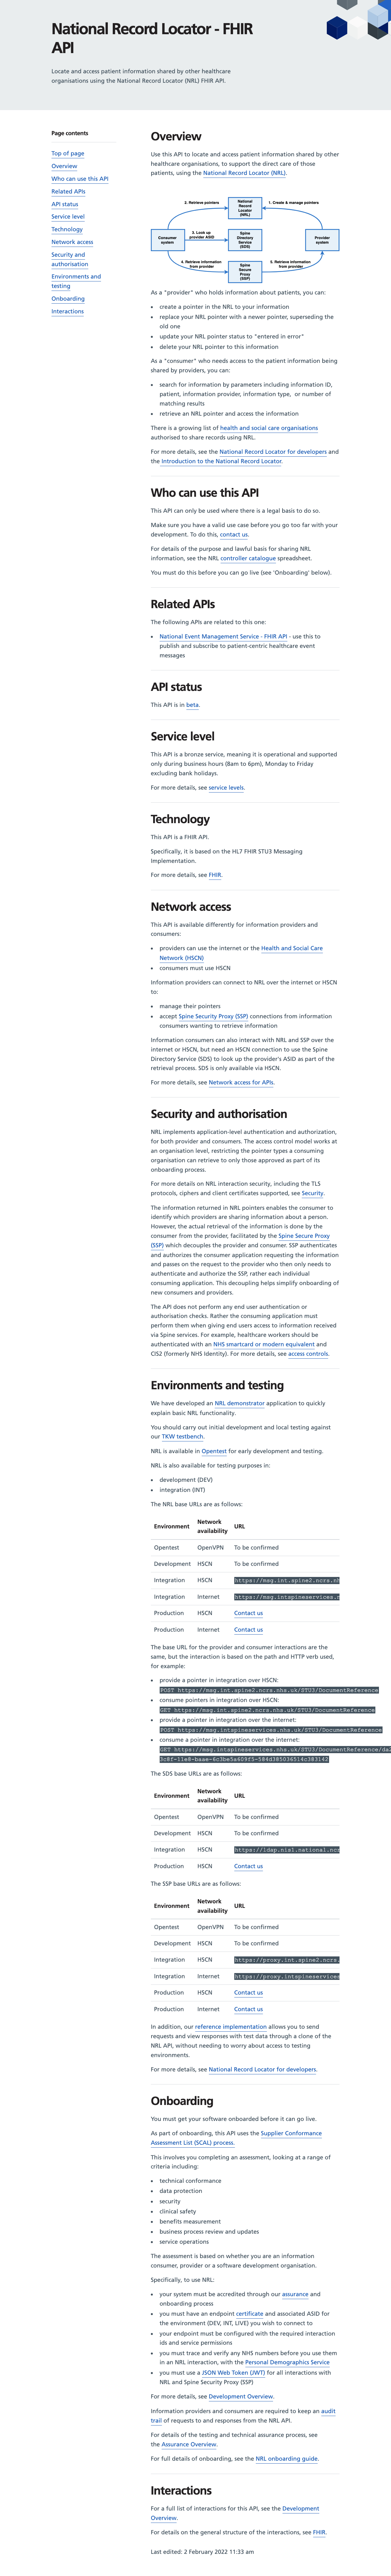 National Record Locator - FHIR
API
Locate and access patient information shared by other healthcare
organisations using the National Record Locator (NRL) FHIR API.
Page contents
Top of page
Overview
Who can use this API
Related APIs
API status
Service level
Technology
Network access
Security and
authorisation
Environments and
testing
Onboarding
Interactions
Overview
Use this API to locate and access patient information shared by other
healthcare organisations, to support the direct care of those
patients, using the National Record Locator (NRL).
2. Retrieve pointers
National
Record
Locator
(NRL)
1. Create & manage pointers
Consumer
system
3. Look up
provider ASID
Spine
Directory
Service
(SDS)
Provider
system
4. Retrieve information
from provider
Spine
Secure
Proxy
(SSP)
5. Retrieve information
from provider
As a "provider" who holds information about patients, you can:
• create a pointer in the NRL to your information
• replace your NRL pointer with a newer pointer, superseding the
old one
• update your NRL pointer status to "entered in error"
• delete your NRL pointer to this information
As a "consumer" who needs access to the patient information being
shared by providers, you can:
• search for information by parameters including information ID,
patient, information provider, information type, or number of
matching results
• retrieve an NRL pointer and access the information
There is a growing list of health and social care organisations
authorised to share records using NRL.
For more details, see the National Record Locator for developers and
the Introduction to the National Record Locator.
Who can use this API
This API can only be used where there is a legal basis to do so.
Make sure you have a valid use case before you go too far with your
development. To do this, contact us.
For details of the purpose and lawful basis for sharing NRL
information, see the NRL controller catalogue spreadsheet.
You must do this before you can go live (see 'Onboarding' below).
Related APIs
The following APIs are related to this one:
• National Event Management Service - FHIR API - use this to
publish and subscribe to patient-centric healthcare event
messages
API status
This API is in beta.
Service level
This API is a bronze service, meaning it is operational and supported
only during business hours (8am to 6pm), Monday to Friday
excluding bank holidays.
For more details, see service levels.
Technology
This API is a FHIR API.
Specifically, it is based on the HL7 FHIR STU3 Messaging
Implementation.
For more details, see FHIR.
Network access
This API is available differently for information providers and
consumers:
• providers can use the internet or the Health and Social Care
Network (HSCN)
• consumers must use HSCN
Information providers can connect to NRL over the internet or HSCN
to:
• manage their pointers
• accept Spine Security Proxy (SSP) connections from information
consumers wanting to retrieve information
Information consumers can also interact with NRL and SSP over the
internet or HSCN, but need an HSCN connection to use the Spine
Directory Service (SDS) to look up the provider's ASID as part of the
retrieval process. SDS is only available via HSCN.
For more details, see Network access for APIs.
Security and authorisation
NRL implements application-level authentication and authorization,
for both provider and consumers. The access control model works at
an organisation level, restricting the pointer types a consuming
organisation can retrieve to only those approved as part of its
onboarding process.
For more details on NRL interaction security, including the TLS
protocols, ciphers and client certificates supported, see Security.
The information returned in NRL pointers enables the consumer to
identify which providers are sharing information about a person.
However, the actual retrieval of the information is done by the
consumer from the provider, facilitated by the Spine Secure Proxy
(SSP) which decouples the provider and consumer. SSP authenticates
and authorizes the consumer application requesting the information
and passes on the request to the provider who then only needs to
authenticate and authorize the SSP, rather each individual
consuming application. This decoupling helps simplify onboarding of
new consumers and providers.
The API does not perform any end user authentication or
authorisation checks. Rather the consuming application must
perform them when giving end users access to information received
via Spine services. For example, healthcare workers should be
authenticated with an NHS smartcard or modern equivalent and
CIS2 (formerly NHS Identity). For more details, see access controls.
Environments and testing
We have developed an NRL demonstrator application to quickly
explain basic NRL functionality.
You should carry out initial development and local testing against
our TKW testbench.
NRL is available in Opentest for early development and testing.
NRL is also available for testing purposes in:
• development (DEV)
• integration (INT)
The NRL base URLs are as follows:
Environment Network availability URL
Opentest OpenVPN To be confirmed
Development HSCN To be confirmed
Integration HSCN https://msg.int.spine2.ncrs.nh
Integration Internet https://msg.intspineservices.n
Production HSCN Contact us
Production Internet Contact us
The base URL for the provider and consumer interactions are the
same, but the interaction is based on the path and HTTP verb used,
for example:
• provide a pointer in integration over HSCN:
POST https://msg.int.spine2.ncrs.nhs.uk/STU3/DocumentReference
• consume pointers in integration over HSCN:
GET https://msg.int.spine2.ncrs.nhs.uk/STU3/DocumentReference
• provide a pointer in integration over the internet:
POST https://msg.intspineservices.nhs.uk/STU3/DocumentReference
• consume a pointer in integration over the internet:
GET https://msg.intspineservices.nhs.uk/STU3/DocumentReference/da2
The SDS base URLs are as follows:
Environment Network availability URL
Opentest OpenVPN To be confirmed
Development HSCN To be confirmed
Integration HSCN https://ldap.nis1.national.ncr
Production HSCN Contact us
The SSP base URLs are as follows:
Environment Network availability URL
Opentest OpenVPN To be confirmed
Development HSCN To be confirmed
Integration HSCN https://proxy.int.spine2.ncrs.
Integration Internet https://proxy.intspineservices
Production HSCN Contact us
Production Internet Contact us
In addition, our reference implementation allows you to send
requests and view responses with test data through a clone of the
NRL API, without needing to worry about access to testing
environments.
For more details, see National Record Locator for developers.
Onboarding
You must get your software onboarded before it can go live.
As part of onboarding, this API uses the Supplier Conformance
Assessment List (SCAL) process.
This involves you completing an assessment, looking at a range of
criteria including:
• technical conformance
• data protection
• security
• clinical safety
• benefits measurement
• business process review and updates
• service operations
The assessment is based on whether you are an information
consumer, provider or a software development organisation.
Specifically, to use NRL:
• your system must be accredited through our assurance and
onboarding process
• you must have an endpoint certificate and associated ASID for
the environment (DEV, INT, LIVE) you wish to connect to
• your endpoint must be configured with the required interaction
ids and service permissions
• you must trace and verify any NHS numbers before you use them
in an NRL interaction, with the Personal Demographics Service
• you must use a JSON Web Token (JWT) for all interactions with
NRL and Spine Security Proxy (SSP)
For more details, see Development Overview.
Information providers and consumers are required to keep an audit
trail of requests to and responses from the NRL API.
For details of the testing and technical assurance process, see
the Assurance Overview.
For full details of onboarding, see the NRL onboarding guide.
Interactions
For a full list of interactions for this API, see the Development
Overview.
For details on the general structure of the interactions, see FHIR.
Last edited: 2 February 2022 11:33 am